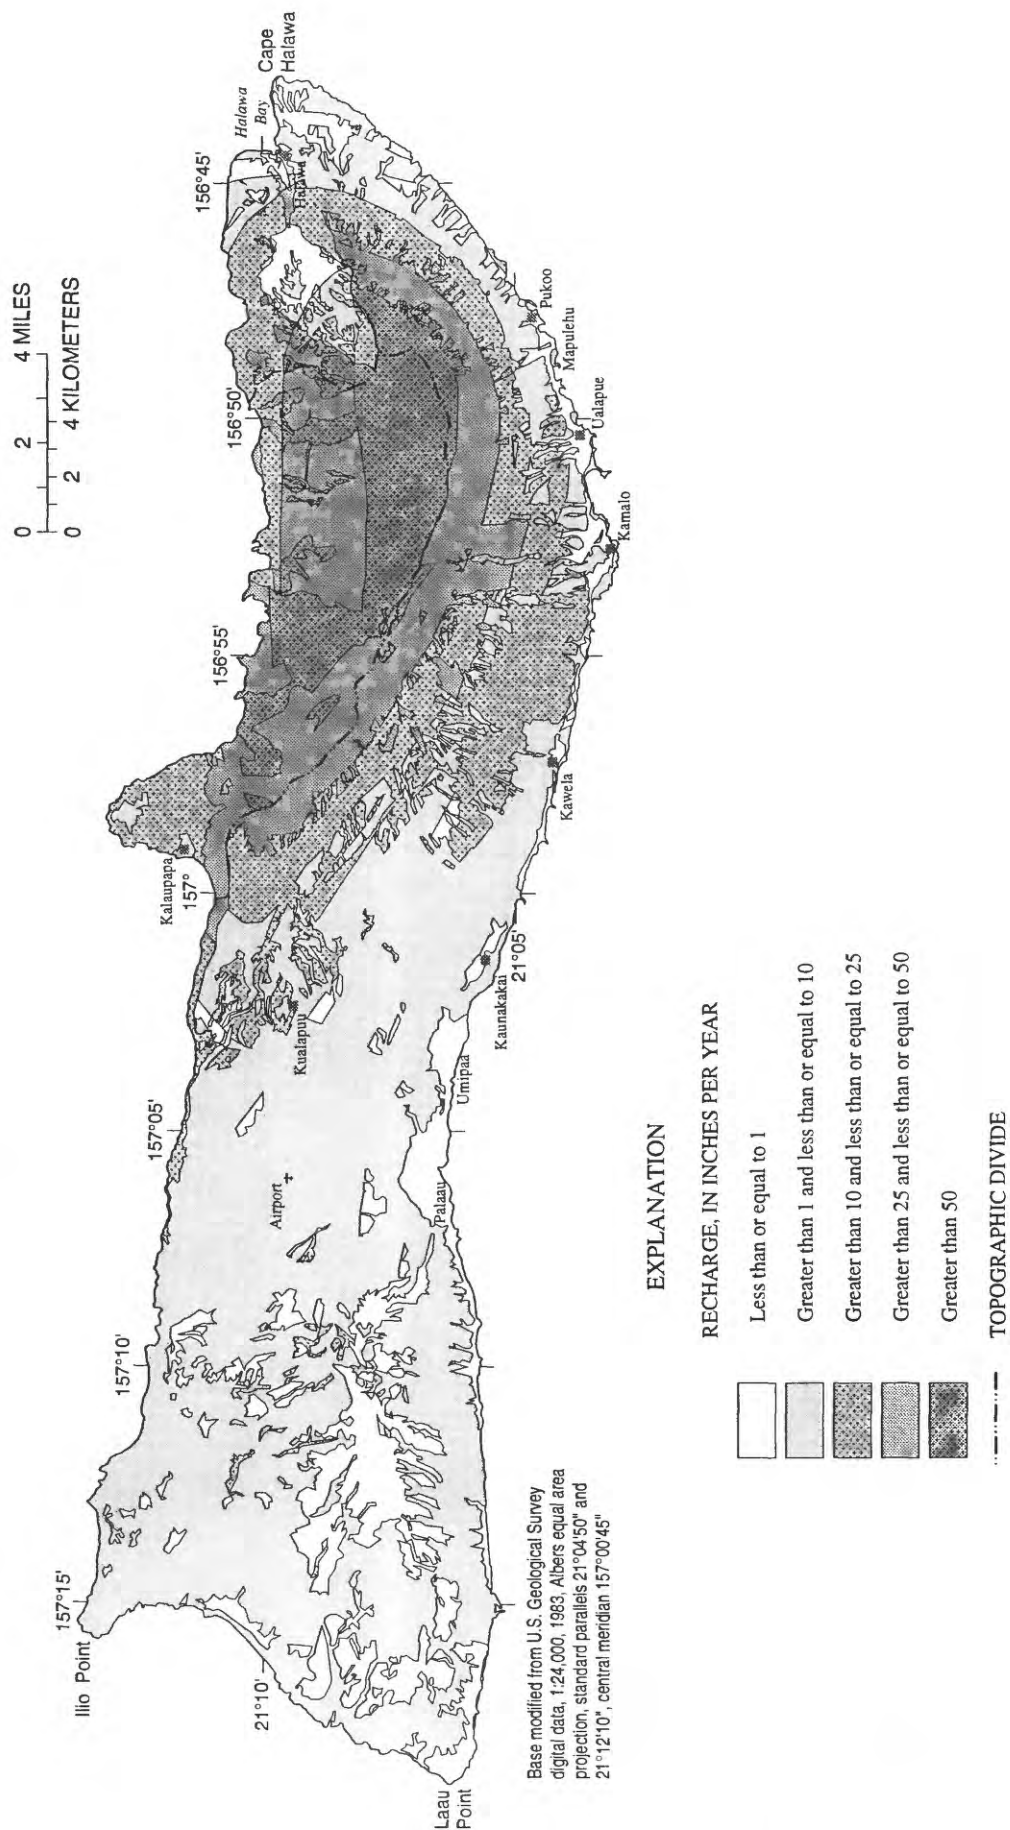 0 2 4 MILES
0 2 4 KILOMETERS
Cape
Halawa
Halawa
Bay
156°45'
Halawa
156°50'
156°55'
Pukoo
Mapulehu
Ualapue
Kamalo
Kalaupapa
157°
Kawela
Kualapuu
21°05'
Kaunakakai
Umipaa
157°05'
Airport
Palaau
157°10'
157°15'
Ilio Point
21°10'
Laau
Point
Base modified from U.S. Geological Survey
digital data, 1:24,000, 1983, Albers equal area
projection, standard parallels 21°04'50" and
21°12'10", central meridian 157°00'45"
EXPLANATION
RECHARGE, IN INCHES PER YEAR
Less than or equal to 1
Greater than 1 and less than or equal to 10
Greater than 10 and less than or equal to 25
Greater than 25 and less than or equal to 50
Greater than 50
TOPOGRAPHIC DIVIDE